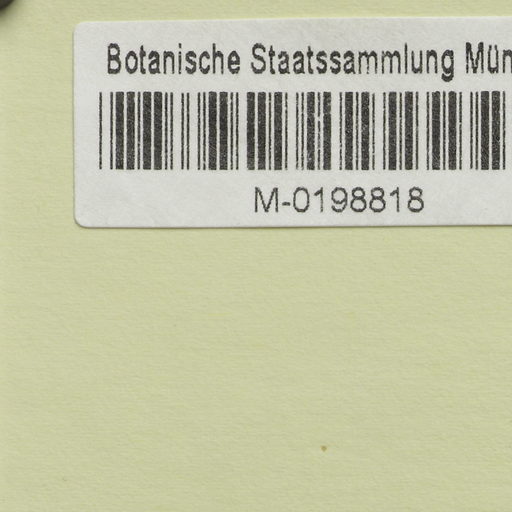 Botanische Staatssammlung Mün
M-0198818